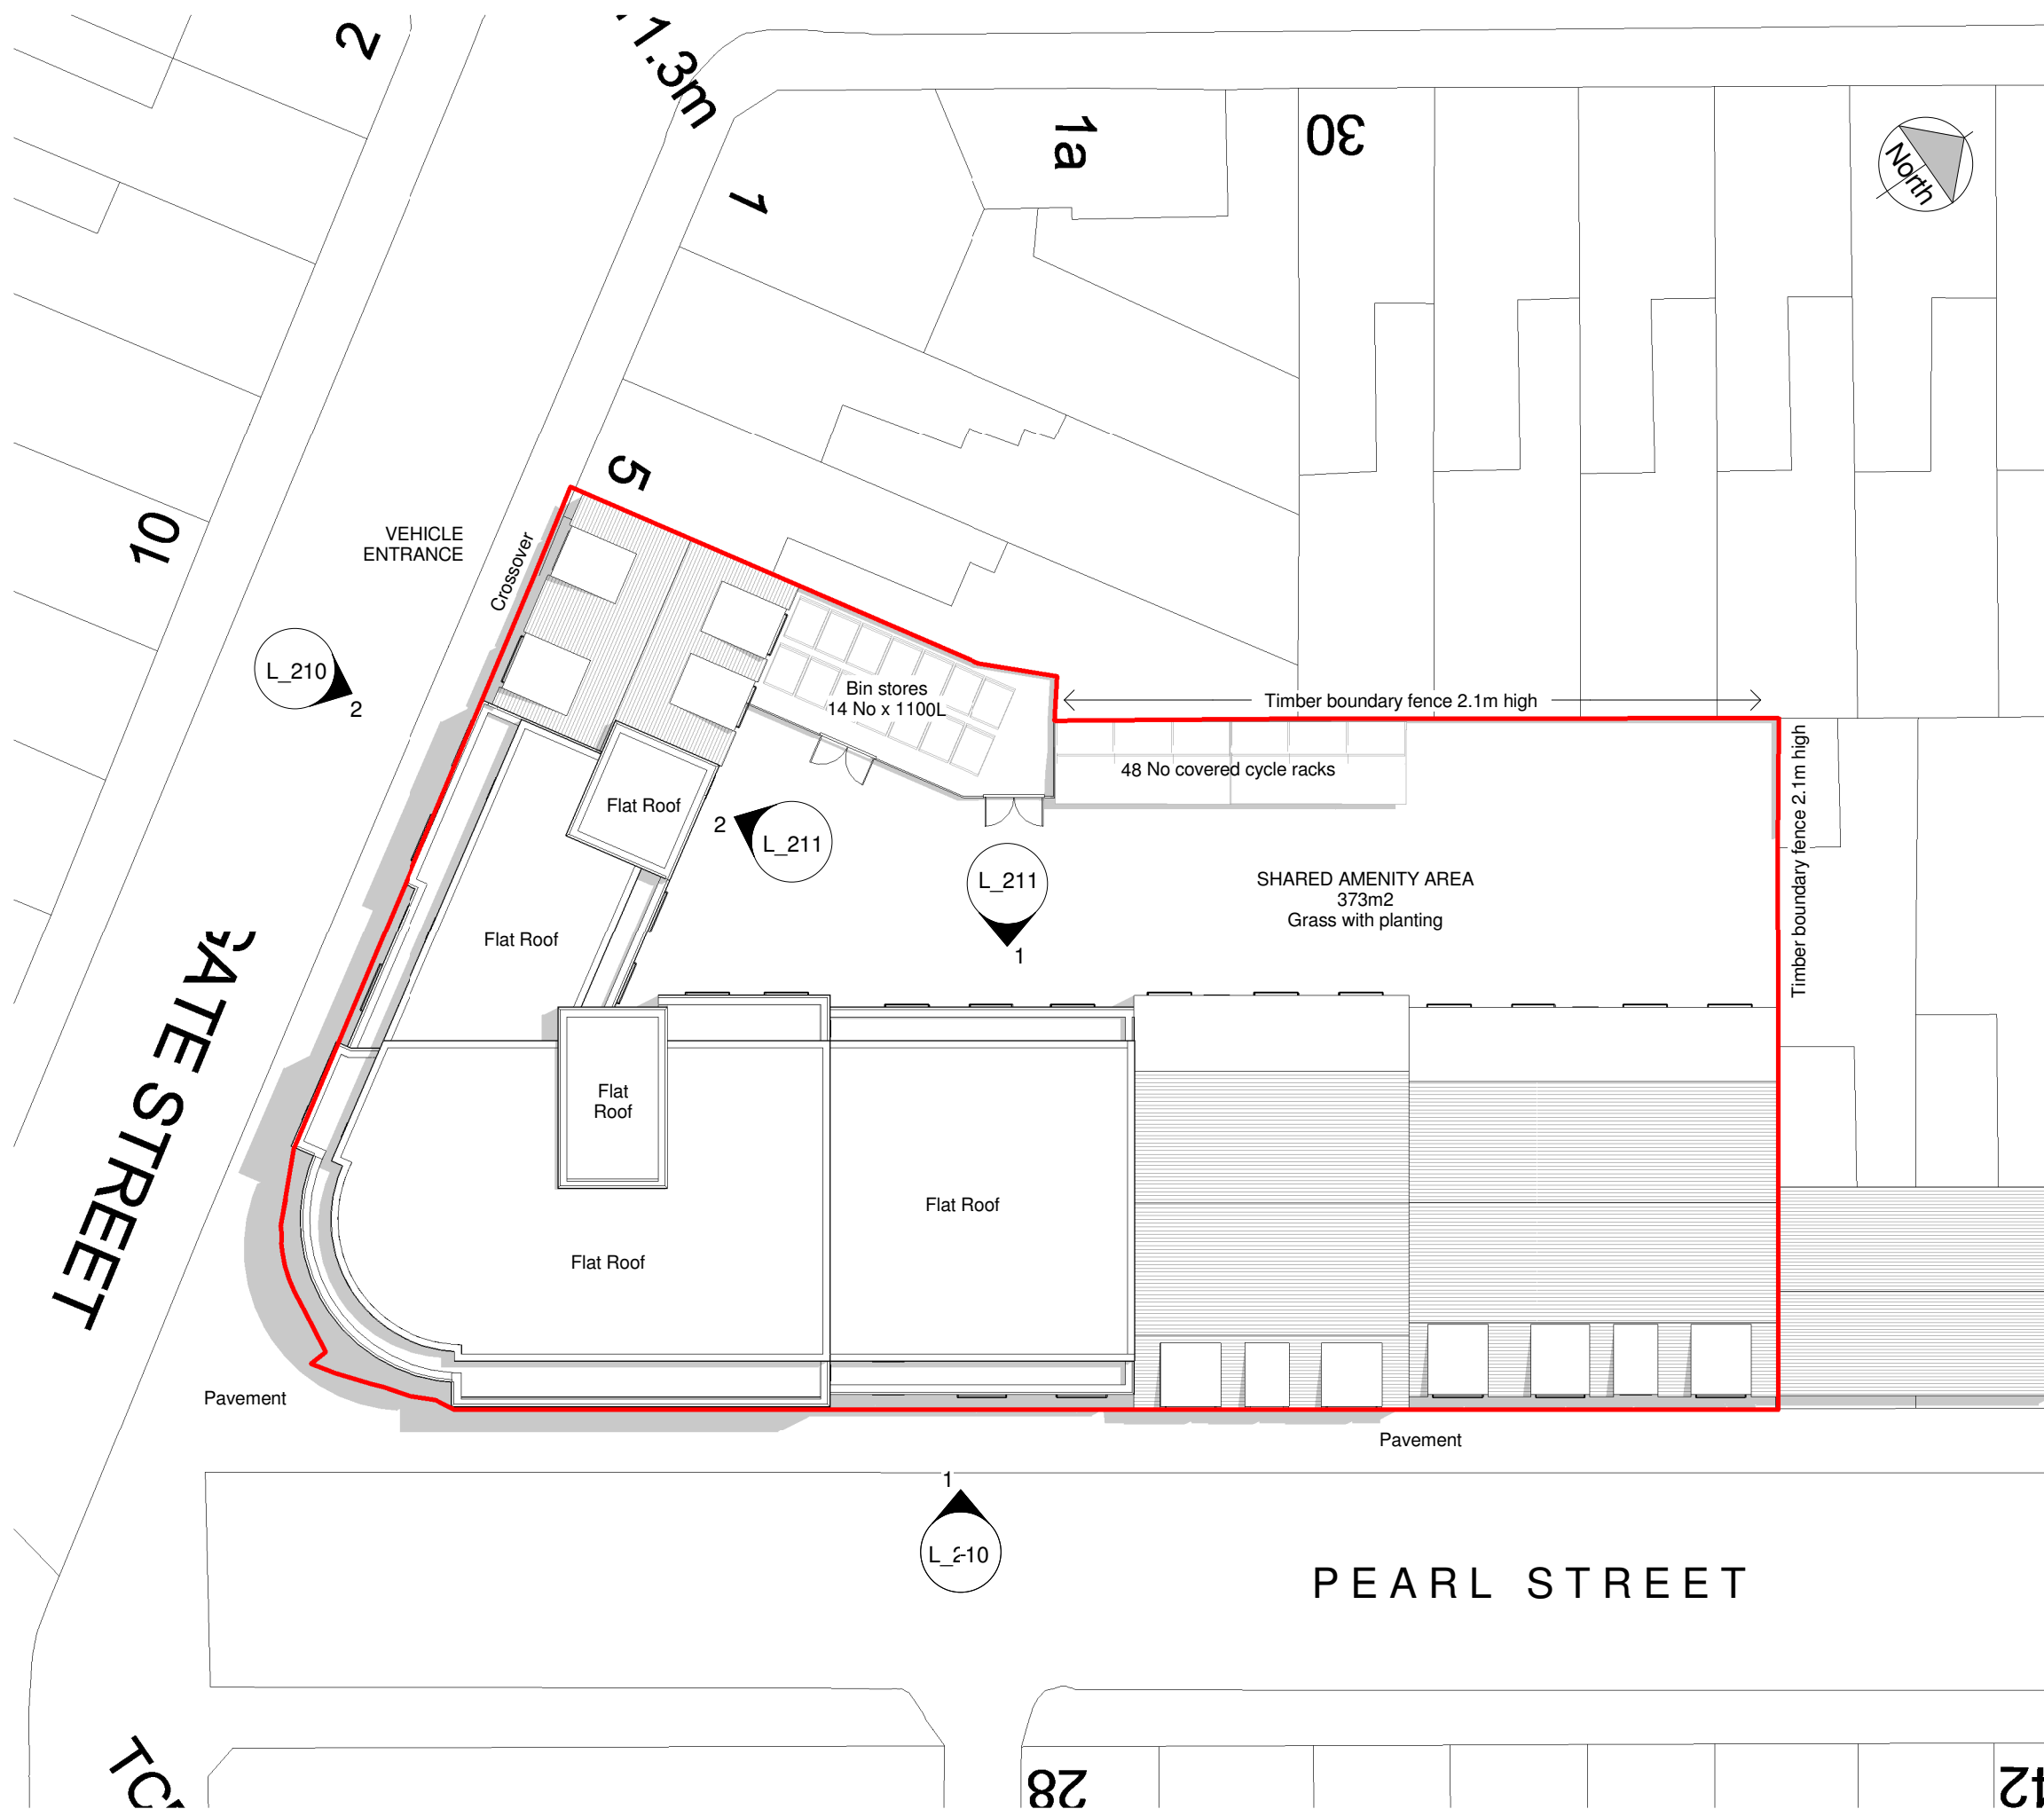 2
1.3m
1a
30
1
North
5
10
VEHICLE
ENTRANCE
Crossover
L_210
2
Bin stores
14 No x 1100L
Timber boundary fence 2.1m high
48 No covered cycle racks
Timber boundary fence 2.1m high
Flat Roof
2
L_211
L_211
1
SHARED AMENITY AREA
373m2
Grass with planting
Flat Roof
GATE STREET
Flat
Roof
Flat Roof
Flat Roof
Pavement
Pavement
1
L_210
PEARL STREET
28